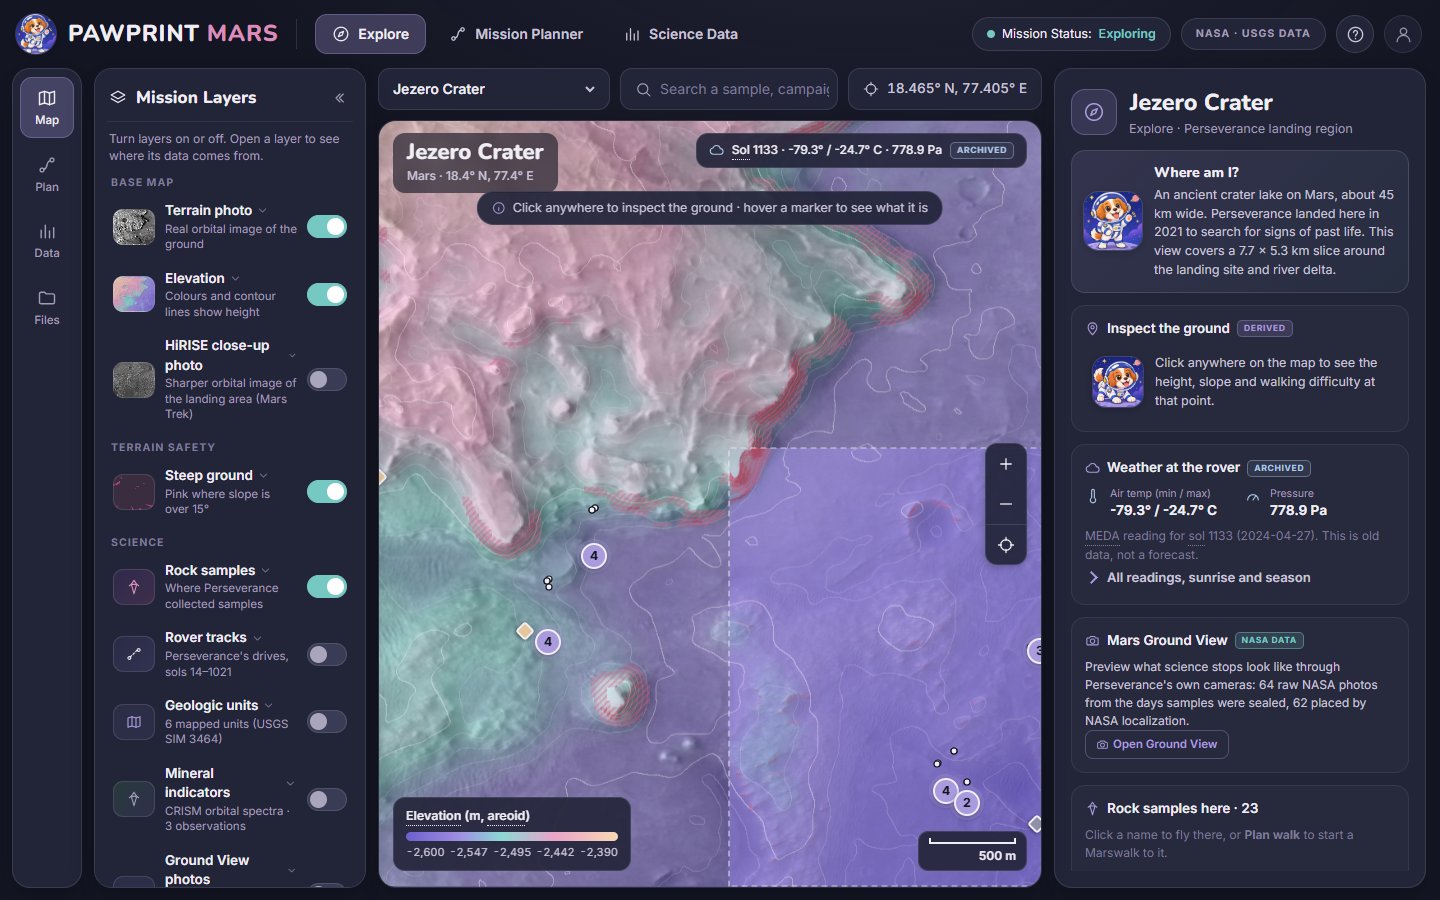 PAWPRINT MARS
Explore
Mission Planner
Science Data
Mission Status: Exploring
NASA · USGS DATA
Map
Plan
Data
Files
Mission Layers
Turn layers on or off. Open a layer to see
where its data comes from.
BASE MAP
Terrain photo
Real orbital image of the
ground
Elevation
Colours and contour
lines show height
HiRISE close-up
photo
Sharper orbital image of
the landing area (Mars
Trek)
TERRAIN SAFETY
Steep ground
Pink where slope is
over 15°
SCIENCE
Rock samples
Where Perseverance
collected samples
Rover tracks
Perseverance's drives,
sols 14–1021
Geologic units
6 mapped units (USGS
SIM 3464)
Mineral
indicators
CRISM orbital spectra ·
3 observations
Ground View
photos
Jezero Crater
Search a sample, campaig
18.465° N, 77.405° E
Jezero Crater
Mars · 18.4° N, 77.4° E
Sol 1133 · -79.3° / -24.7° C · 778.9 Pa
ARCHIVED
Click anywhere to inspect the ground · hover a marker to see what it is
4
4
3
4
2
Elevation (m, areoid)
-2,600 -2,547 -2,495 -2,442 -2,390
500 m
Jezero Crater
Explore · Perseverance landing region
Where am I?
An ancient crater lake on Mars, about 45
km wide. Perseverance landed here in
2021 to search for signs of past life. This
view covers a 7.7 × 5.3 km slice around
the landing site and river delta.
Inspect the ground
DERIVED
Click anywhere on the map to see the
height, slope and walking difficulty at
that point.
Weather at the rover
ARCHIVED
Air temp (min / max)
-79.3° / -24.7° C
Pressure
778.9 Pa
MEDA reading for sol 1133 (2024-04-27). This is old
data, not a forecast.
All readings, sunrise and season
Mars Ground View
NASA DATA
Preview what science stops look like through
Perseverance's own cameras: 64 raw NASA photos
from the days samples were sealed, 62 placed by
NASA localization.
Open Ground View
Rock samples here · 23
Click a name to fly there, or Plan walk to start a
Marswalk to it.